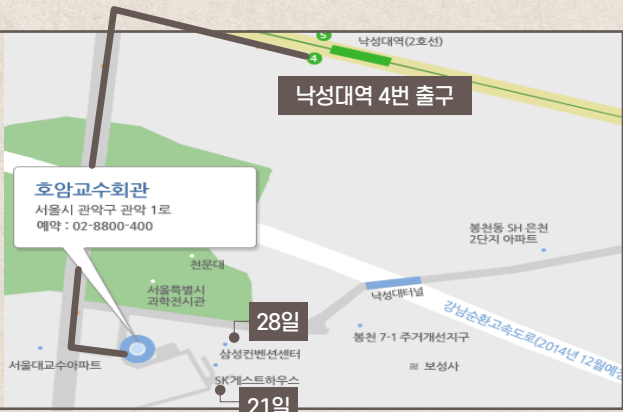 5
낙성대역(2호선)
4
낙성대역 4번 출구
호암교수회관
서울시 관악구 관악 1로
예약 : 02-8800-400
봉천동 SH 은천
2단지 아파트
천문대
서울특별시
과학전시관
낙성대터널
강남순환고속도로(2014년 12월예정
28일
봉천 7-1 주거개선지구
삼성컨벤션센터
서울대교수아파트
卍 보성사
SK게스트하우스
21일